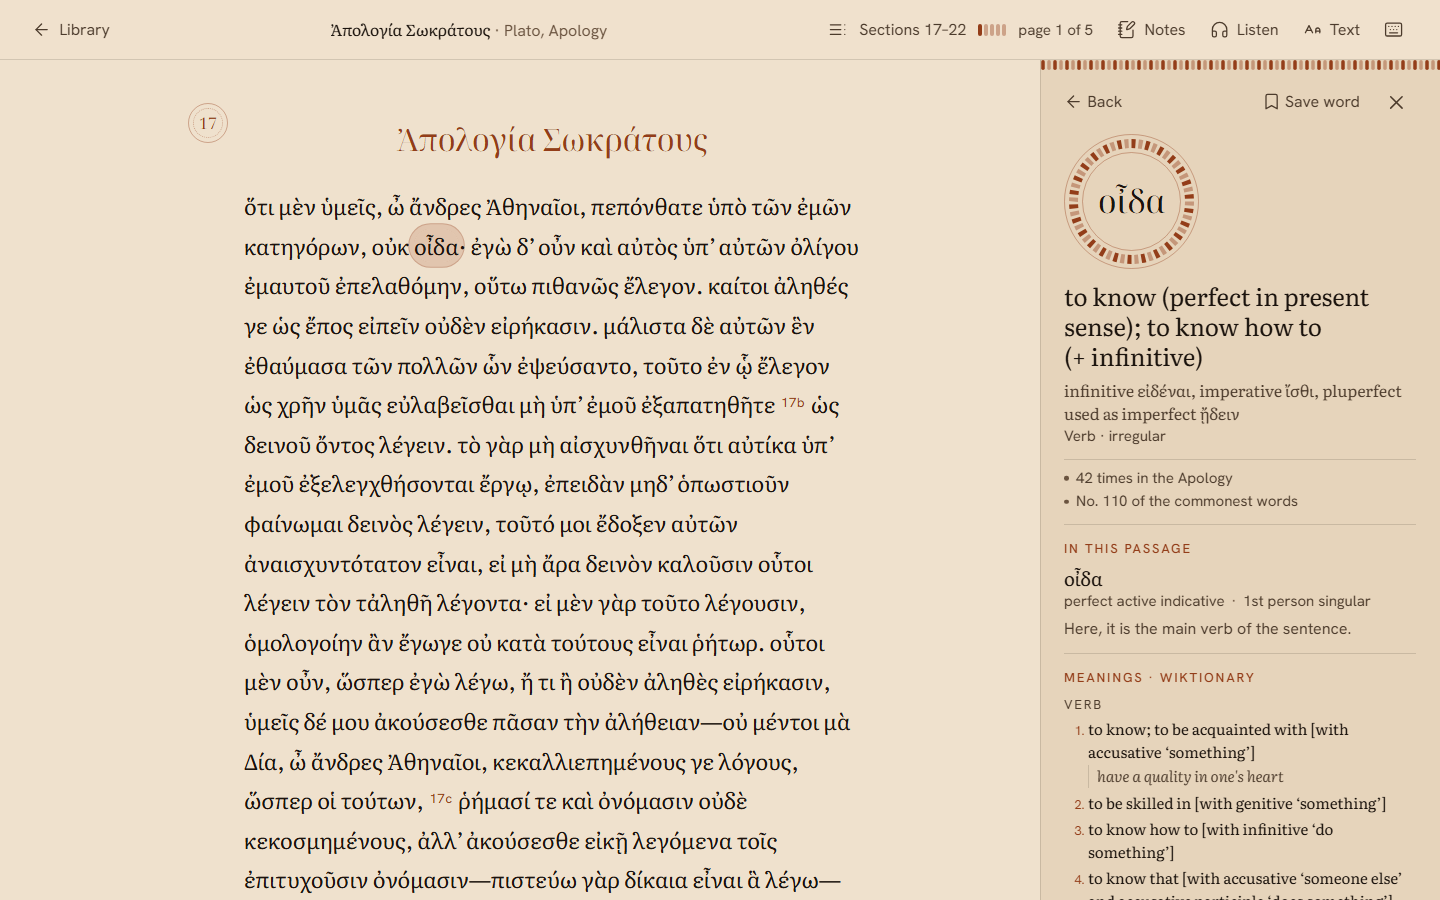 Library
Ἀπολογία Σωκράτους · Plato, Apology
Sections 17–22
page 1 of 5
Notes
Listen
Text
17
Ἀπολογία Σωκράτους
ὅτι μὲν ὑμεῖς, ὦ ἄνδρες Ἀθηναῖοι, πεπόνθατε ὑπὸ τῶν ἐμῶν
κατηγόρων, οὐκ οἶδα· ἐγὼ δ’ οὖν καὶ αὐτὸς ὑπ’ αὐτῶν ὀλίγου
ἐμαυτοῦ ἐπελαθόμην, οὕτω πιθανῶς ἔλεγον. καίτοι ἀληθές
γε ὡς ἔπος εἰπεῖν οὐδὲν εἰρήκασιν. μάλιστα δὲ αὐτῶν ἓν
ἐθαύμασα τῶν πολλῶν ὧν ἐψεύσαντο, τοῦτο ἐν ᾧ ἔλεγον
ὡς χρῆν ὑμᾶς εὐλαβεῖσθαι μὴ ὑπ’ ἐμοῦ ἐξαπατηθῆτε 17b ὡς
δεινοῦ ὄντος λέγειν. τὸ γὰρ μὴ αἰσχυνθῆναι ὅτι αὐτίκα ὑπ’
ἐμοῦ ἐξελεγχθήσονται ἔργῳ, ἐπειδὰν μηδ’ ὁπωστιοῦν
φαίνωμαι δεινὸς λέγειν, τοῦτό μοι ἔδοξεν αὐτῶν
ἀναισχυντότατον εἶναι, εἰ μὴ ἄρα δεινὸν καλοῦσιν οὗτοι
λέγειν τὸν τἀληθῆ λέγοντα· εἰ μὲν γὰρ τοῦτο λέγουσιν,
ὁμολογοίην ἂν ἔγωγε οὐ κατὰ τούτους εἶναι ῥήτωρ. οὗτοι
μὲν οὖν, ὥσπερ ἐγὼ λέγω, ἤ τι ἢ οὐδὲν ἀληθὲς εἰρήκασιν,
ὑμεῖς δέ μου ἀκούσεσθε πᾶσαν τὴν ἀλήθειαν—οὐ μέντοι μὰ
Δία, ὦ ἄνδρες Ἀθηναῖοι, κεκαλλιεπημένους γε λόγους,
ὥσπερ οἱ τούτων, 17c ῥήμασί τε καὶ ὀνόμασιν οὐδὲ
κεκοσμημένους, ἀλλ’ ἀκούσεσθε εἰκῇ λεγόμενα τοῖς
ἐπιτυχοῦσιν ὀνόμασιν—πιστεύω γὰρ δίκαια εἶναι ἃ λέγω—
Back
Save word
οἶδα
to know (perfect in present
sense); to know how to
(+ infinitive)
infinitive εἰδέναι, imperative ἴσθι, pluperfect
used as imperfect ᾔδειν
Verb · irregular
• 42 times in the Apology
• No. 110 of the commonest words
IN THIS PASSAGE
οἶδα
perfect active indicative · 1st person singular
Here, it is the main verb of the sentence.
MEANINGS · WIKTIONARY
VERB
1. to know; to be acquainted with [with
accusative ‘something’]
have a quality in one's heart
2. to be skilled in [with genitive ‘something’]
3. to know how to [with infinitive ‘do
something’]
4. to know that [with accusative ‘someone else’
and accusative participle ‘does something’]